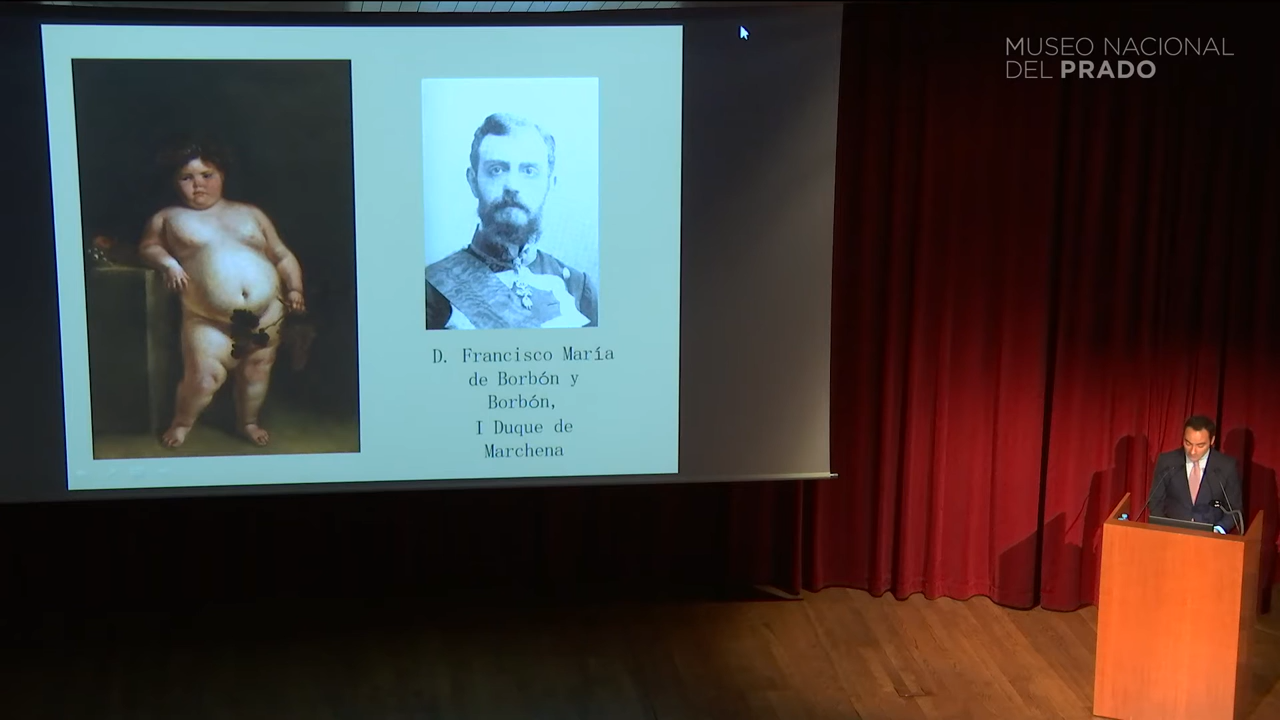 MUSEO NACIONAL
DEL PRADO
D. Francisco María
de Borbón y
Borbón,
I Duque de
Marchena